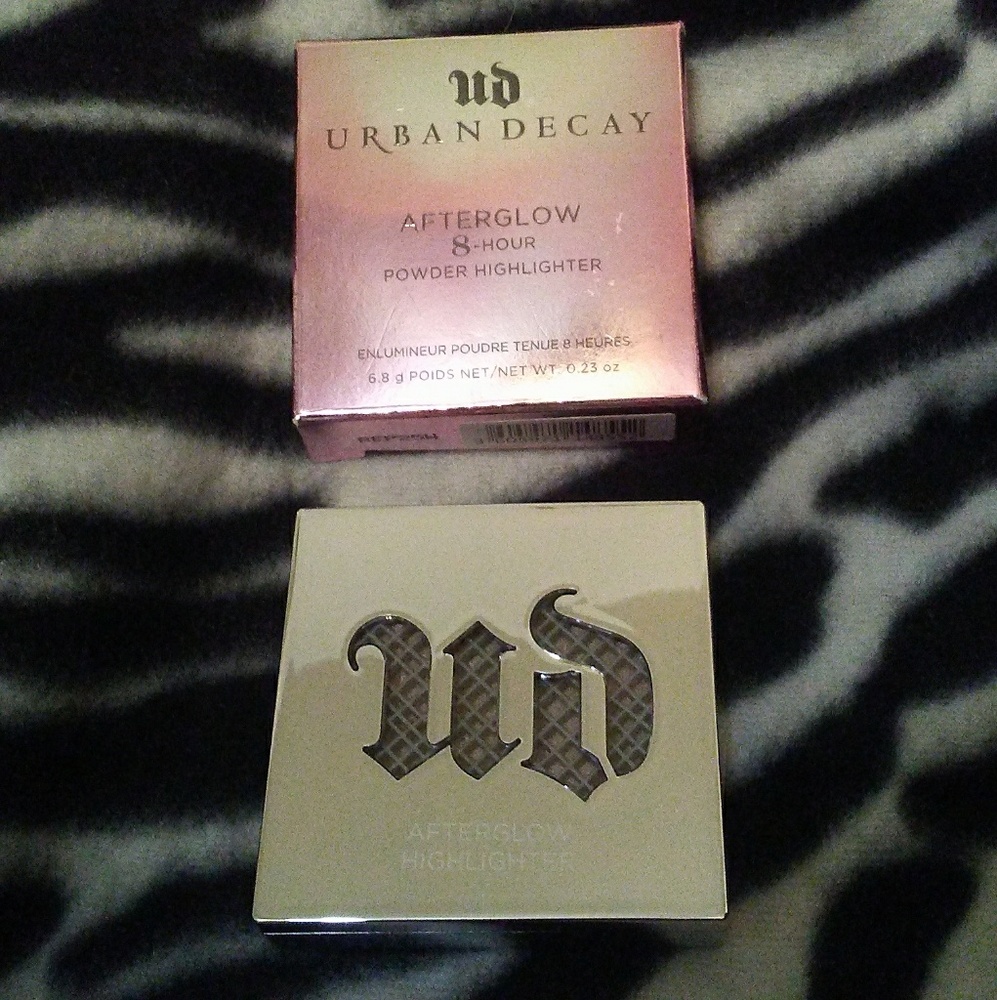 ud
URBAN DECAY
AFTERGLOW
8-HOUR
POWDER HIGHLIGHTER
ENLUMINEUR POUDRE TENUE 8 HEURES
6.8 g POIDS NET/NET WT. 0.23 oz
ud
AFTERGLOW
HIGHLIGHTER